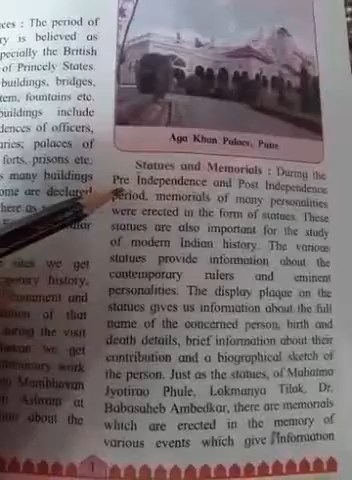 ces : The period of
ry is believed as
pecially the British
of Princely States.
buildings, bridges,
tem, fountains etc.
buildings include
dences of officers,
aries; palaces of
forts, prisons etc.
s many buildings
ome are declared
here as
sites we get
history,
monument and
of that
during the visit
we get
work
Manibhavan
Ashram at
about the
Aga Khan Palace, Pune
Statues and Memorials : During the
Pre Independence and Post Independence
period, memorials of many personalities
were erected in the form of statues. These
statues are also important for the study
of modern Indian history. The various
statues provide information about the
contemporary rulers and eminent
personalities. The display plaque on the
statues gives us information about the full
name of the concerned person, birth and
death details, brief information about their
contribution and a biographical sketch of
the person. Just as the statues, of Mahatma
Jyotirao Phule, Lokmanya Tilak, Dr.
Babasaheb Ambedkar, there are memorials
which are erected in the memory of
various events which give information
1